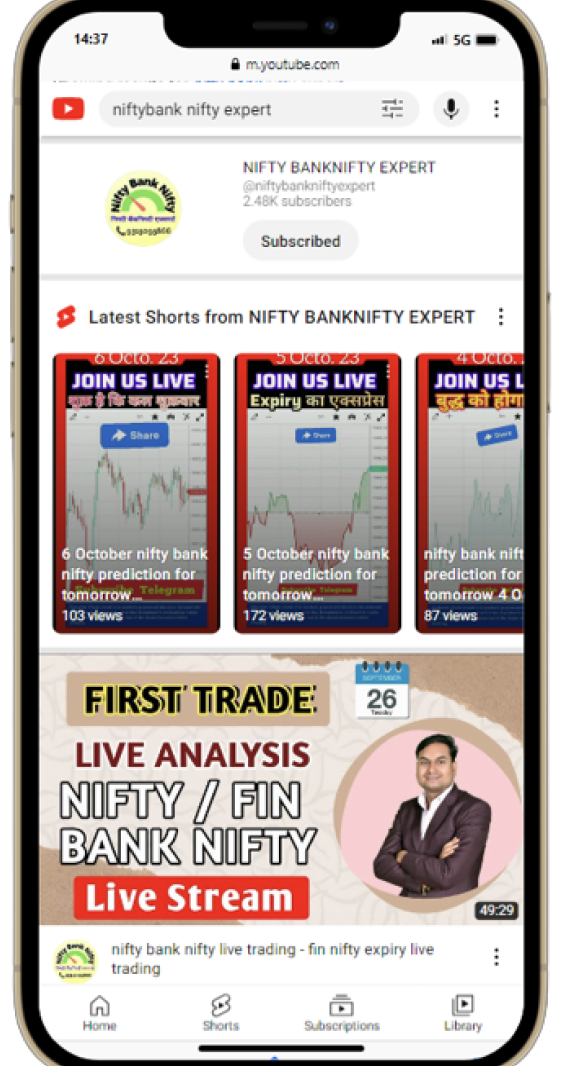 14:37
5G
m.youtube.com
niftybank nifty expert
Nifty Bank Nifty
NIFTY BANKNIFTY EXPERT
@niftybankniftyexpert
2.48K subscribers
Subscribed
Latest Shorts from NIFTY BANKNIFTY EXPERT
6 Octo. 23
JOIN US LIVE
शुक्र है कि कल शुक्रवार
Share
6 October nifty bank
nifty prediction for
tomorrow...
Telegram
103 views
5 Octo. 23
JOIN US LIVE
Expiry का एक्सप्रेस
Share
5 October nifty bank
nifty prediction for
tomorrow...
Telegram
172 views
4 Octo.
JOIN US L
बुद्ध को होगा
Share
nifty bank nift
prediction for
tomorrow 4 O
87 views
FIRST TRADE
SEPTEMBER
26
Tuesday
LIVE ANALYSIS
NIFTY / FIN
BANK NIFTY
Live Stream
49:29
nifty bank nifty live trading - fin nifty expiry live
trading
Home
Shorts
Subscriptions
Library